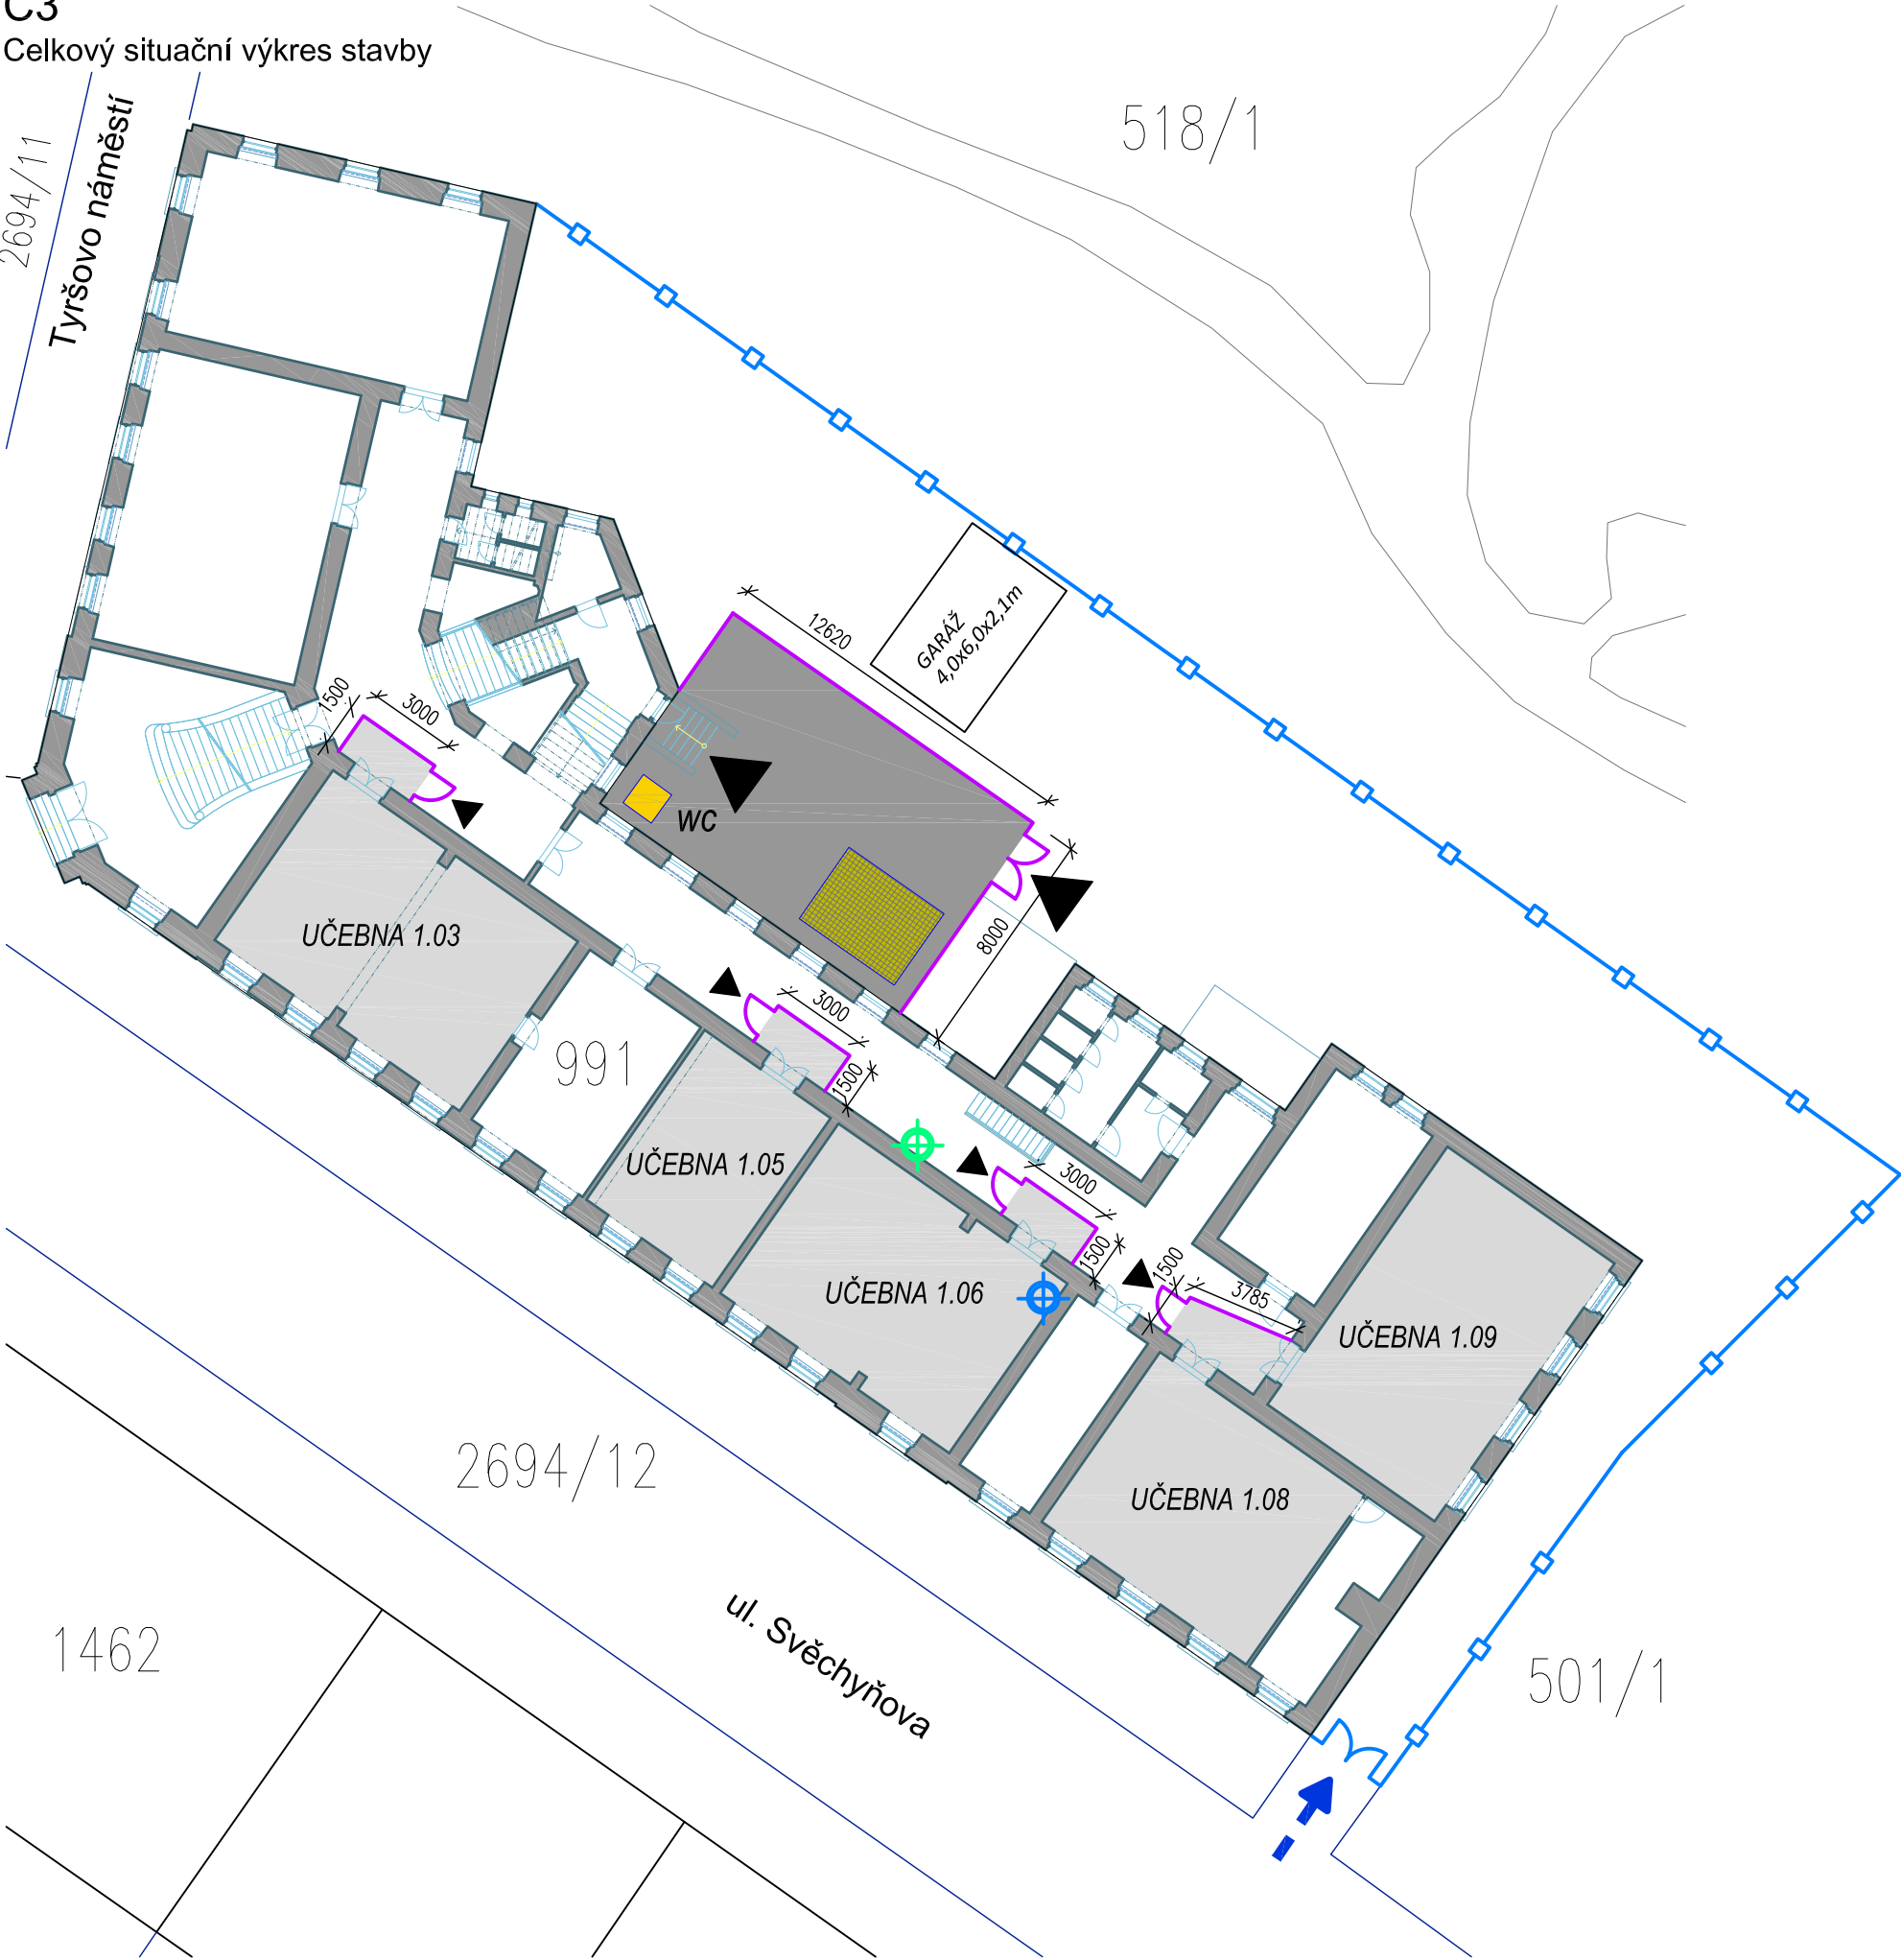 C3
Celkový situační výkres stavby
518/1
2694/11
Tyršovo náměstí
12620
GARÁŽ
4,0x6,0x2,1m
1500
3000
WC
8000
UČEBNA 1.03
3000
991
1500
UČEBNA 1.05
3000
1500
UČEBNA 1.06
1500
3785
UČEBNA 1.09
2694/12
UČEBNA 1.08
ul. Svěchyňova
1462
501/1